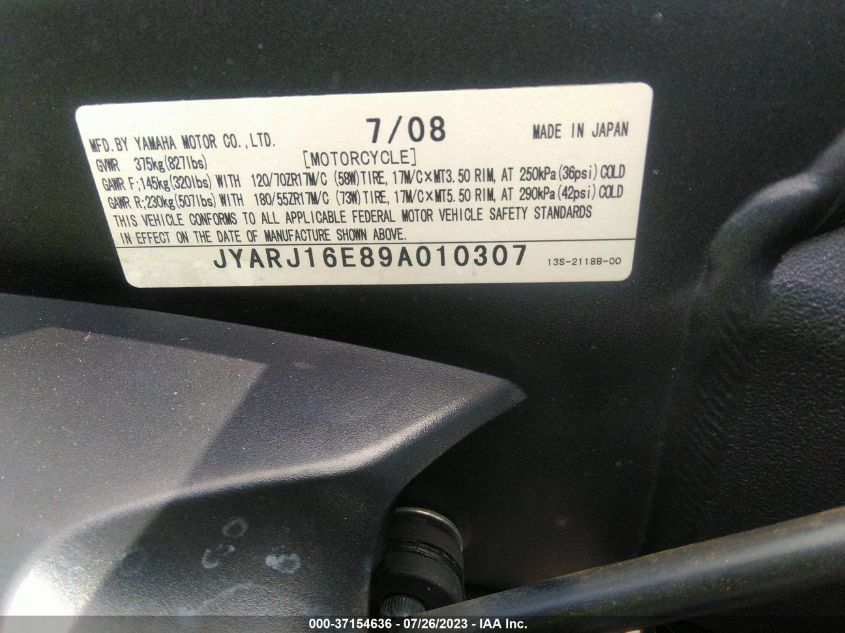 MFD.BY YAMAHA MOTOR CO.,LTD. 7/08 MADE IN JAPAN
GVWR 375kg(827lbs) [MOTORCYCLE]
GAWR F;145kg(320lbs) WITH 120/70ZR17M/C (58W)TIRE, 17M/C×MT3.50 RIM, AT 250kPa(36psi)COLD
GAWR R;230kg(507lbs) WITH 180/55ZR17M/C (73W)TIRE, 17M/C×MT5.50 RIM, AT 290kPa(42psi)COLD
THIS VEHICLE CONFORMS TO ALL APPLICABLE FEDERAL MOTOR VEHICLE SAFETY STANDARDS
IN EFFECT ON THE DATE OF MANUFACTURE SHOWN ABOVE.
JYARJ16E89A010307 13S-2118B-00
000-37154636 - 07/26/2023 - IAA Inc.